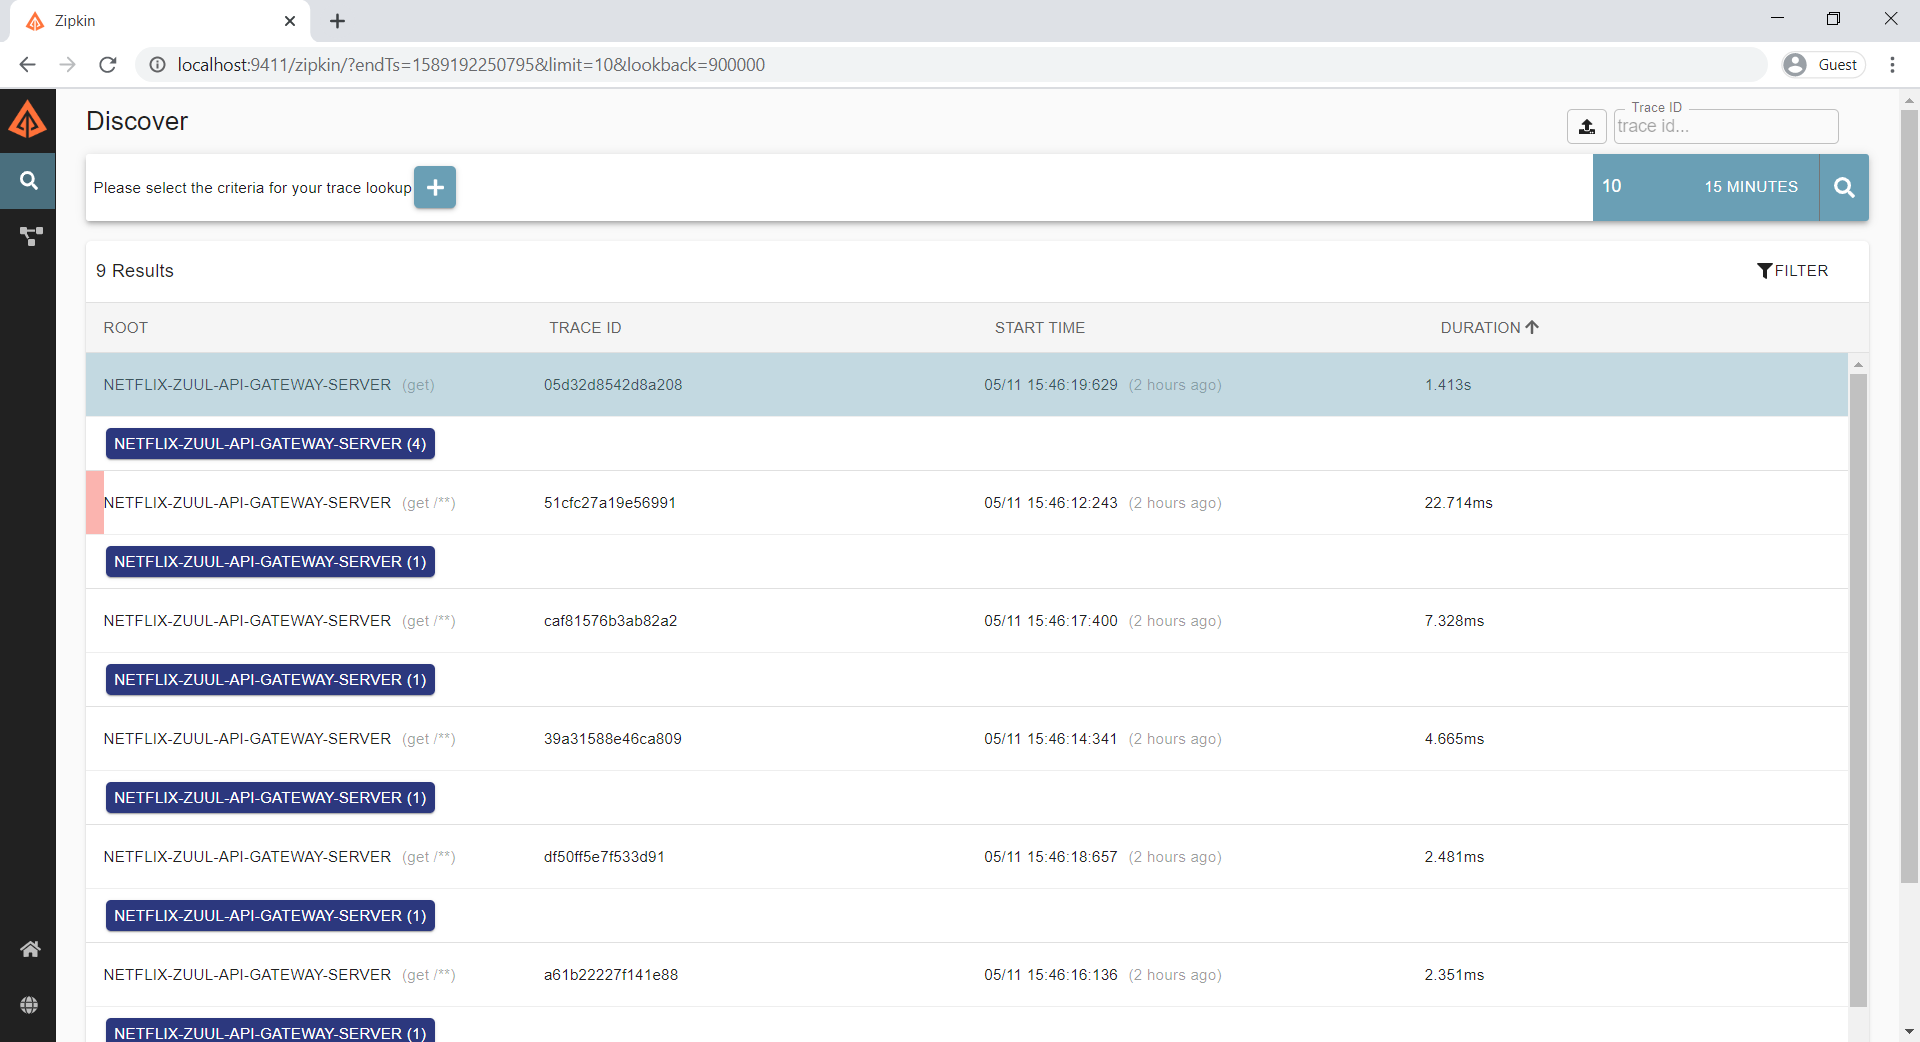 Zipkin
localhost:9411/zipkin/?endTs=1589192250795&limit=10&lookback=900000
Guest
Discover
Trace ID
trace id...
Please select the criteria for your trace lookup
10
15 MINUTES
9 Results
FILTER
ROOT TRACE ID START TIME DURATION
NETFLIX-ZUUL-API-GATEWAY-SERVER (get) 05d32d8542d8a208 05/11 15:46:19:629 (2 hours ago) 1.413s
NETFLIX-ZUUL-API-GATEWAY-SERVER (4)
NETFLIX-ZUUL-API-GATEWAY-SERVER (get /**) 51cfc27a19e56991 05/11 15:46:12:243 (2 hours ago) 22.714ms
NETFLIX-ZUUL-API-GATEWAY-SERVER (1)
NETFLIX-ZUUL-API-GATEWAY-SERVER (get /**) caf81576b3ab82a2 05/11 15:46:17:400 (2 hours ago) 7.328ms
NETFLIX-ZUUL-API-GATEWAY-SERVER (1)
NETFLIX-ZUUL-API-GATEWAY-SERVER (get /**) 39a31588e46ca809 05/11 15:46:14:341 (2 hours ago) 4.665ms
NETFLIX-ZUUL-API-GATEWAY-SERVER (1)
NETFLIX-ZUUL-API-GATEWAY-SERVER (get /**) df50ff5e7f533d91 05/11 15:46:18:657 (2 hours ago) 2.481ms
NETFLIX-ZUUL-API-GATEWAY-SERVER (1)
NETFLIX-ZUUL-API-GATEWAY-SERVER (get /**) a61b22227f141e88 05/11 15:46:16:136 (2 hours ago) 2.351ms
NETFLIX-ZUUL-API-GATEWAY-SERVER (1)